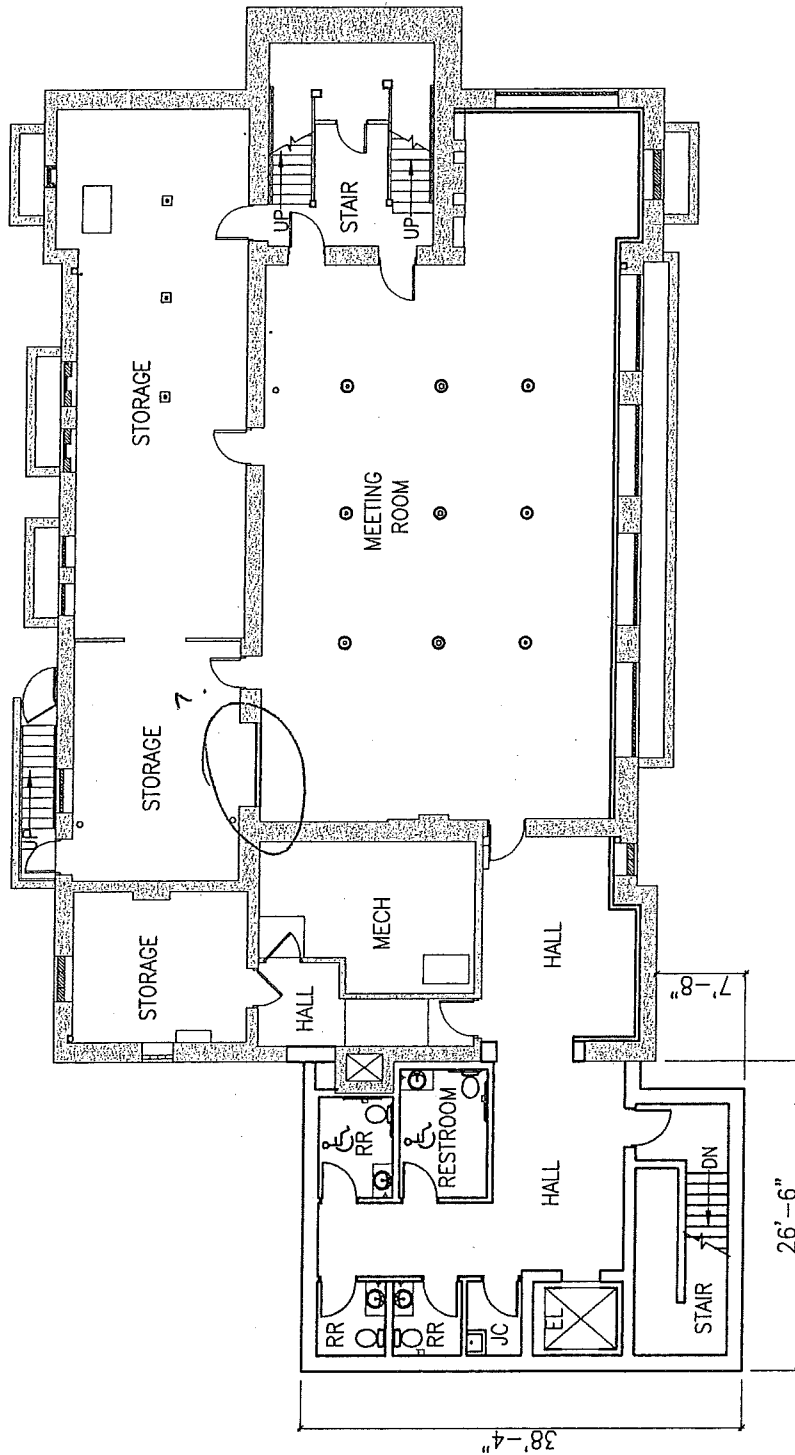 STORAGE
STORAGE
STORAGE
UP
UP
STAIR
UP
MEETING
ROOM
MECH
HALL
HALL
7'-8"
RR
RESTROOM
HALL
DN
RR
RR
JC
EL
STAIR
26'-6"
38'-4"
?